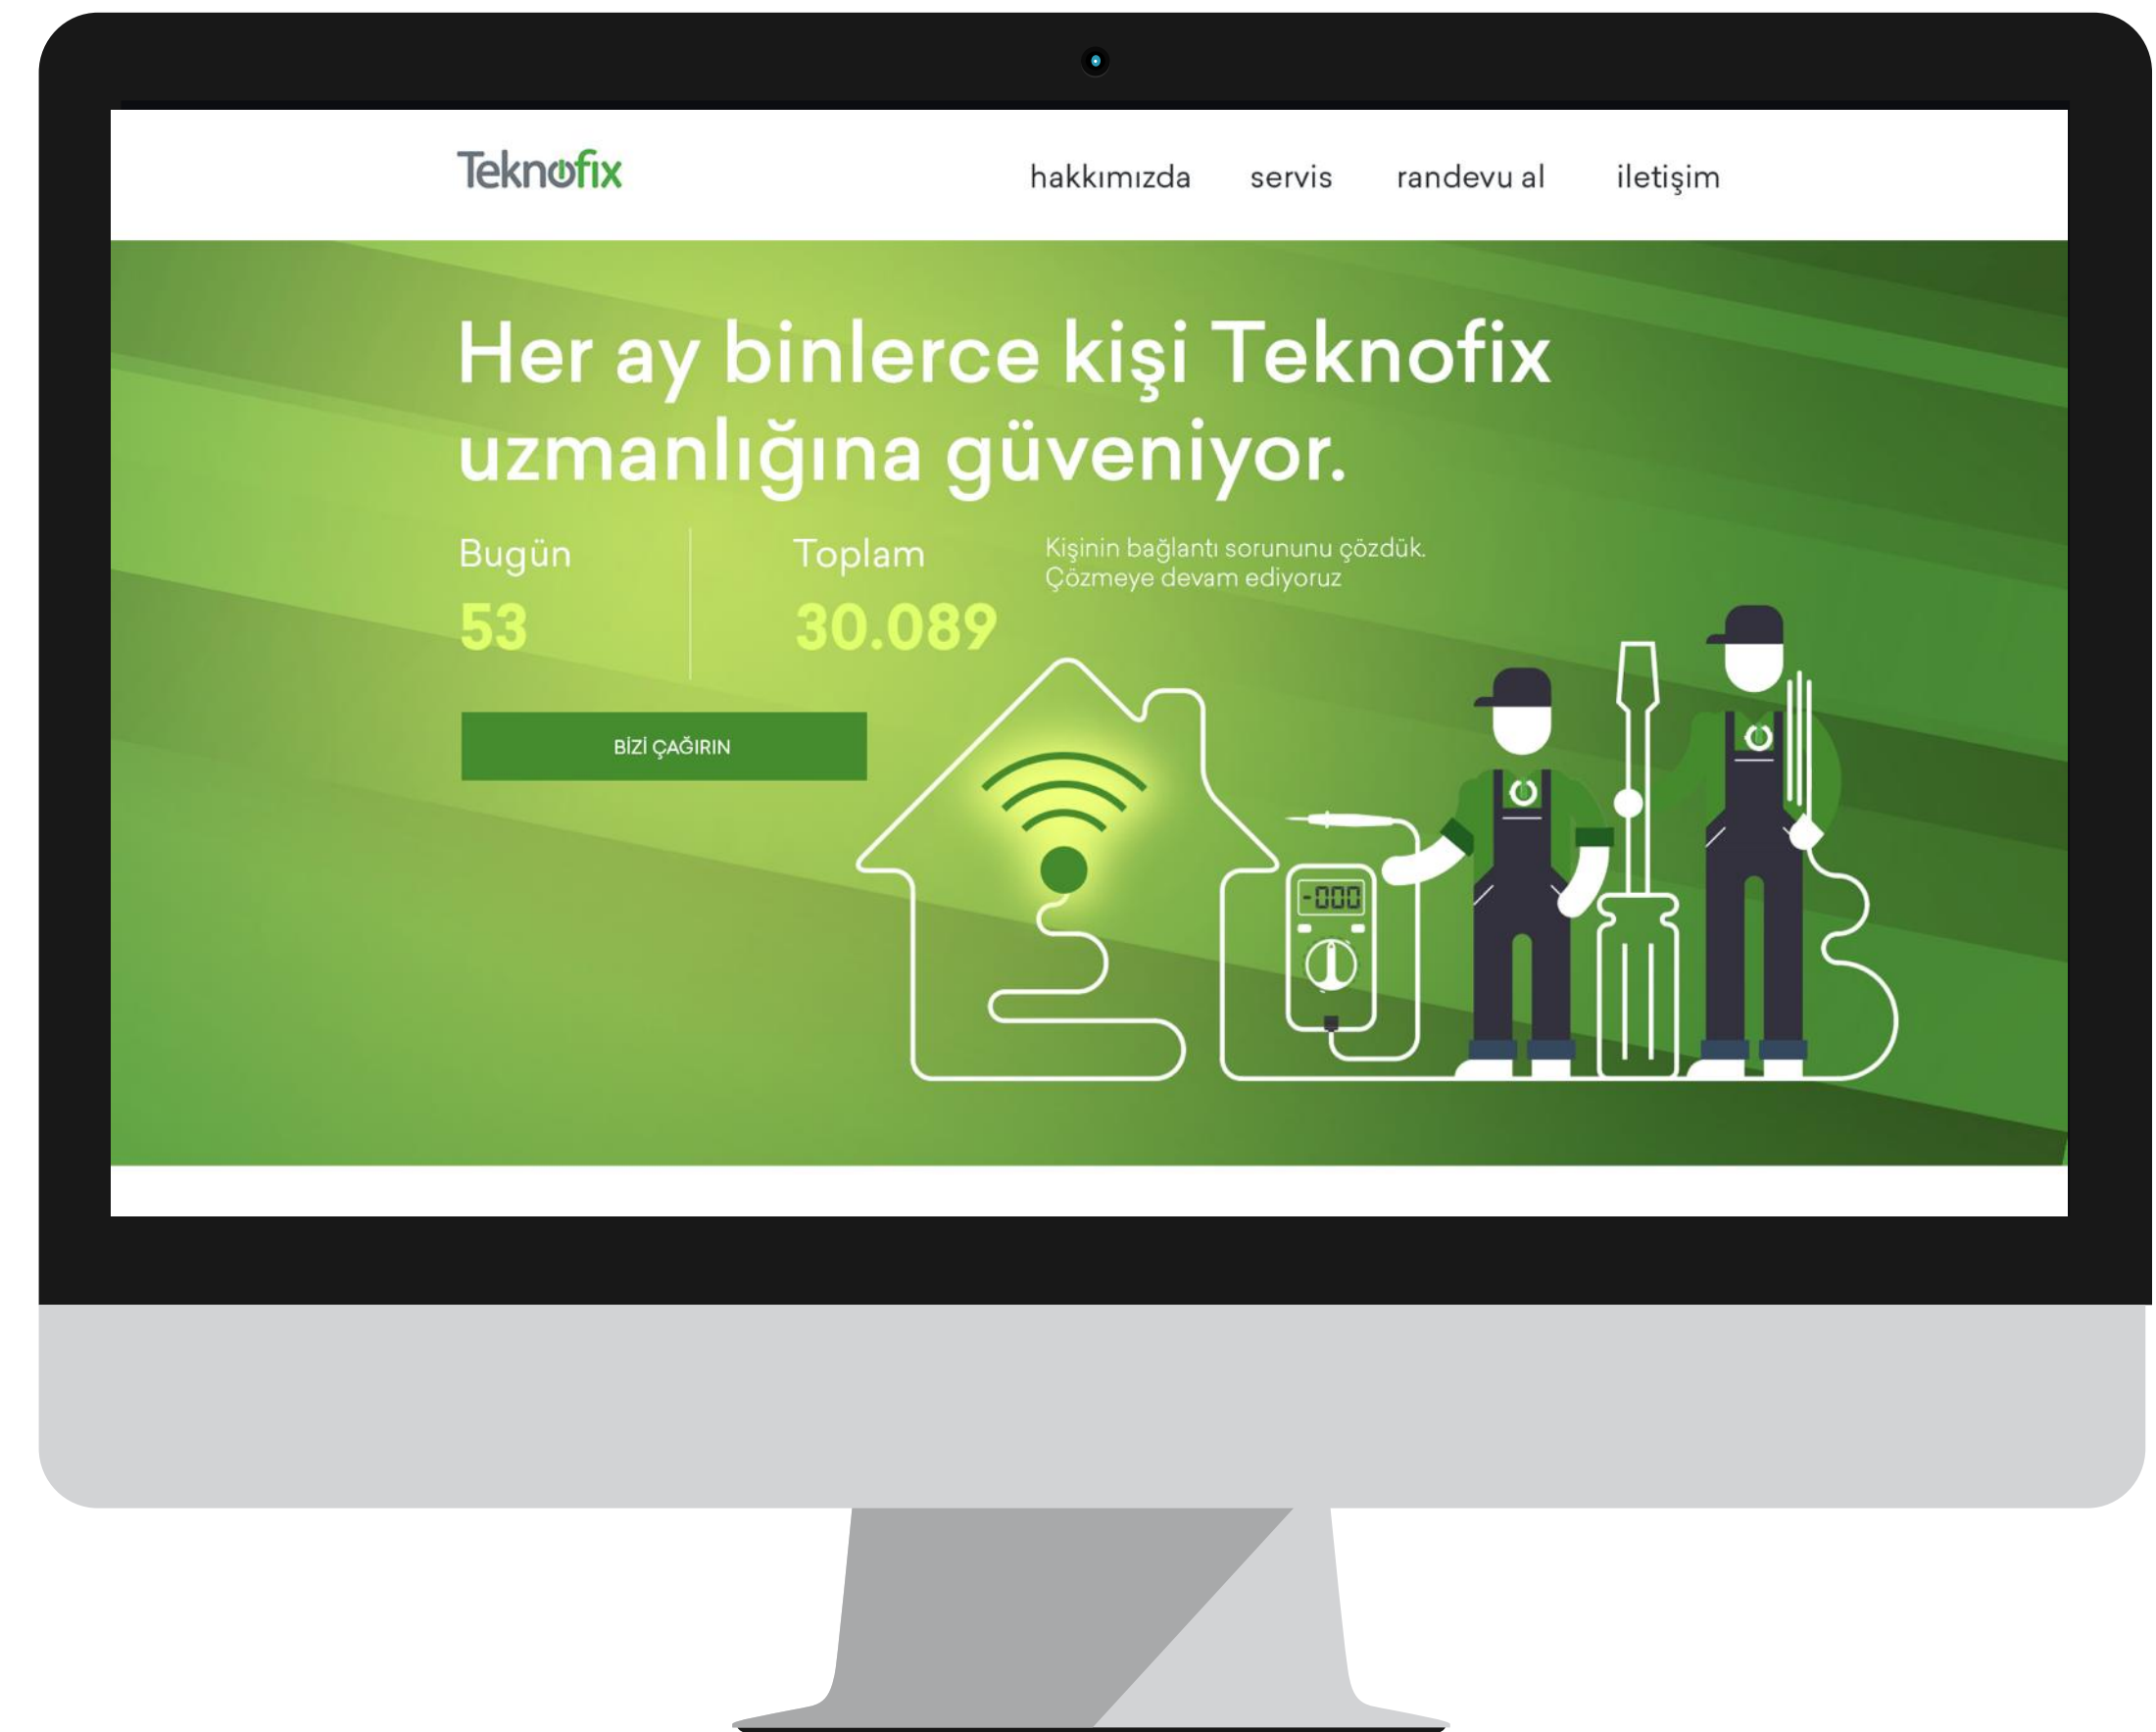 Teknofix
hakkımızda servis randevu al iletişim
Her ay binlerce kişi Teknofix
uzmanlığına güveniyor.
Bugün
53
Toplam
30.089
Kişinin bağlantı sorununu çözdük.
Çözmeye devam ediyoruz
BİZİ ÇAĞIRIN
-000